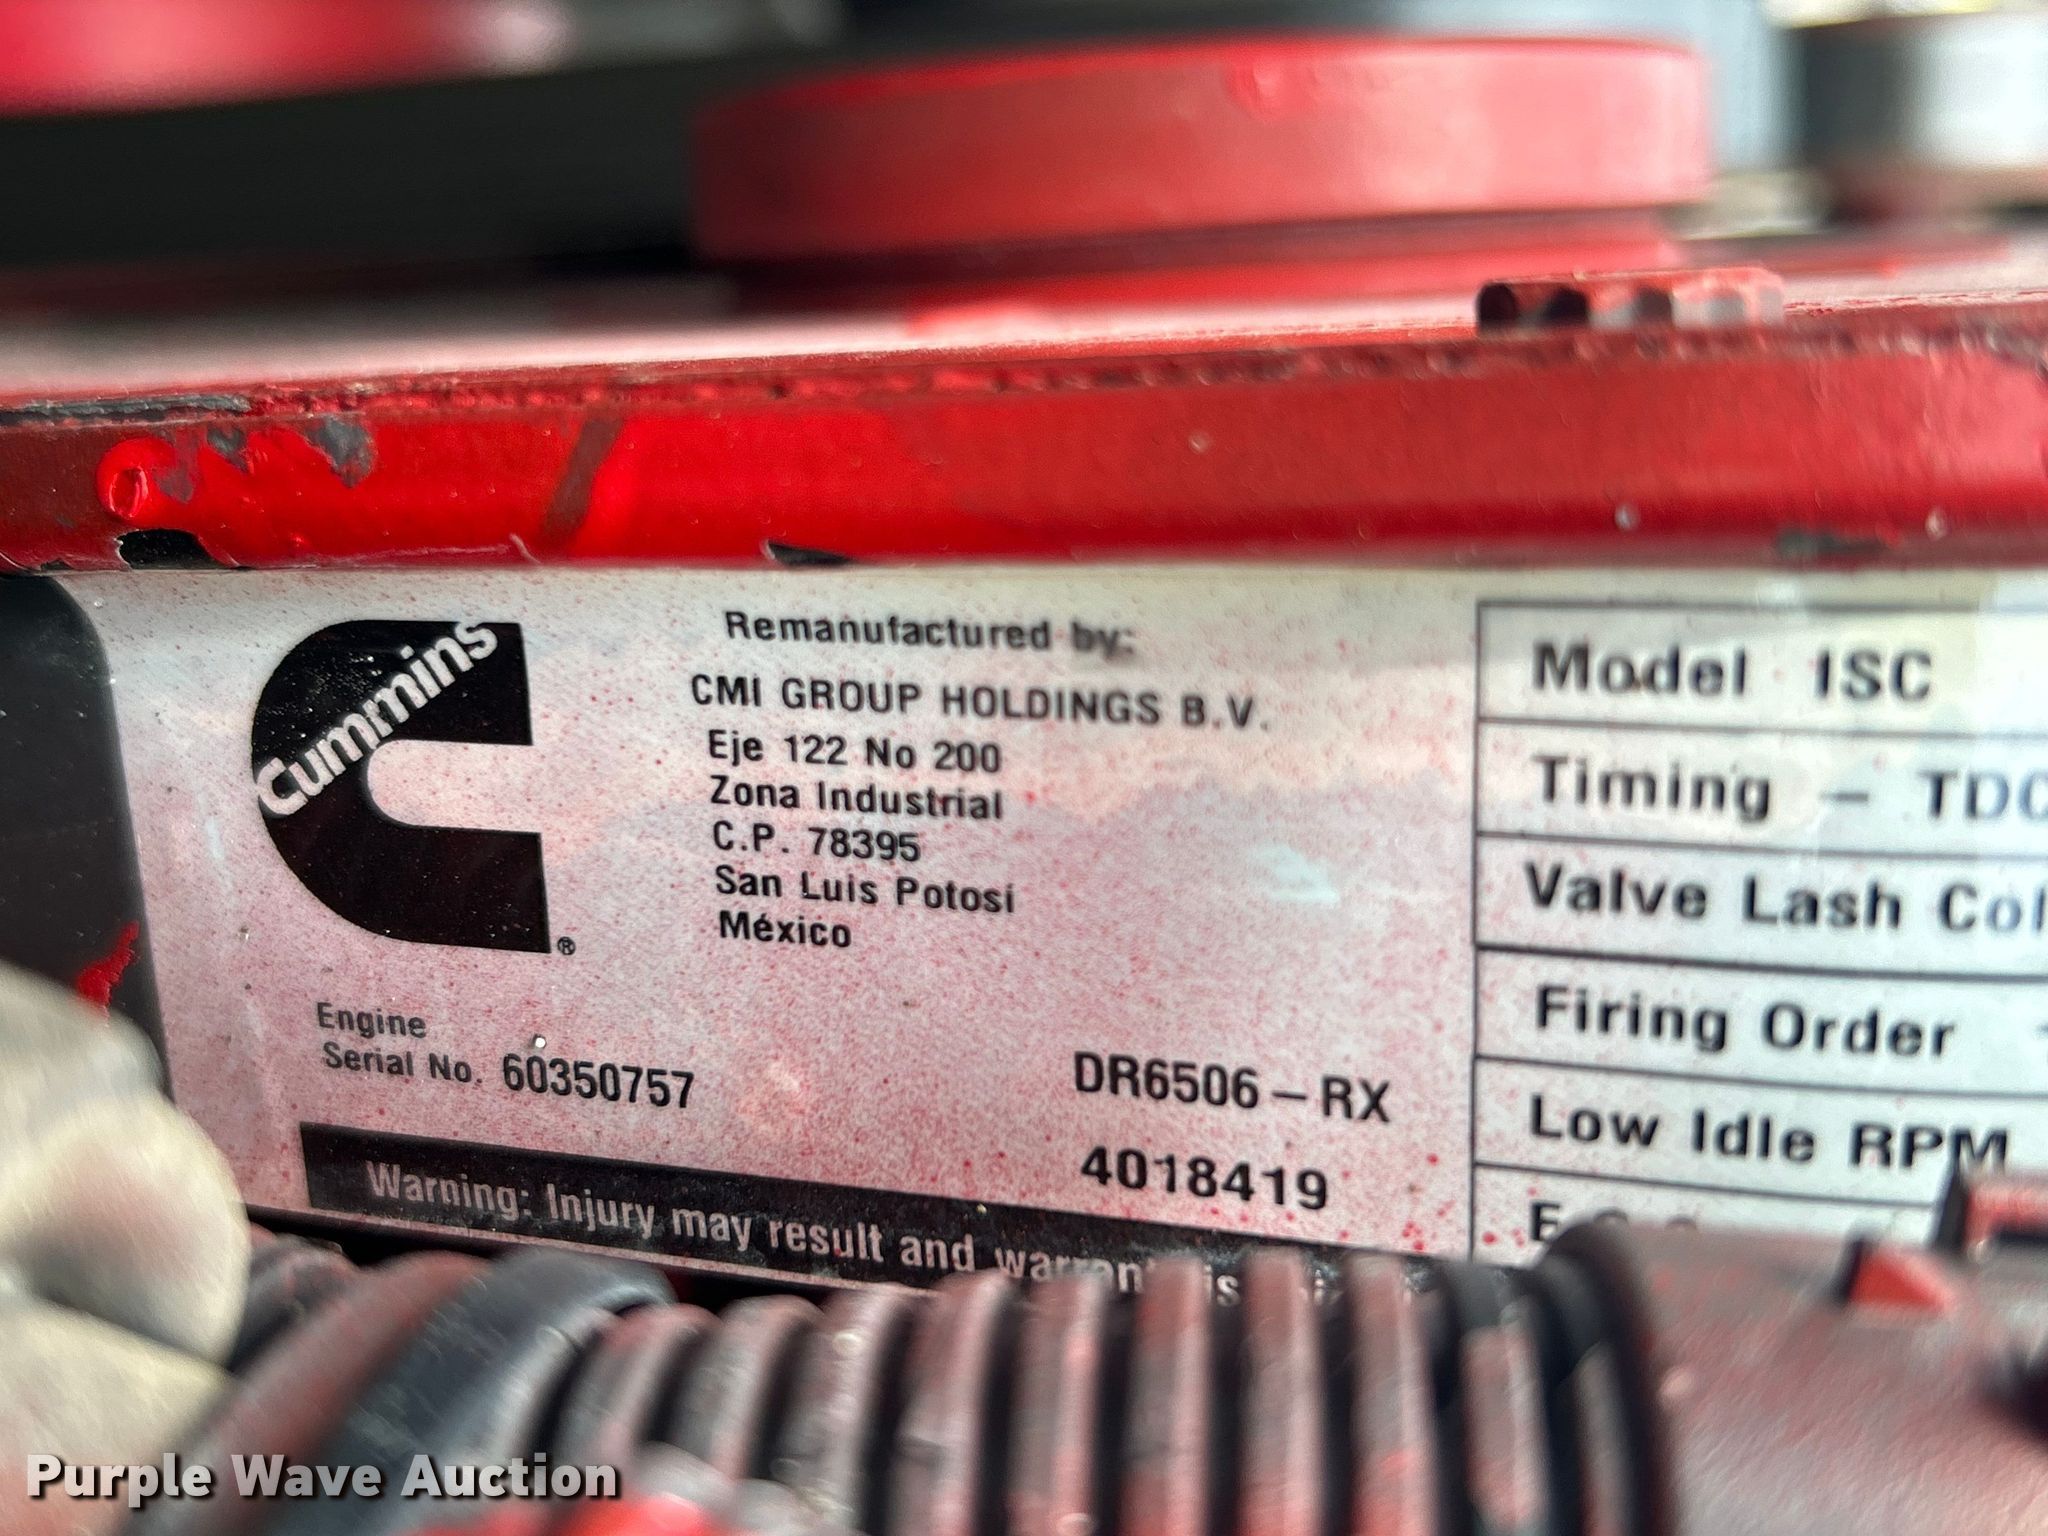 Cummins
®
Remanufactured by:
CMI GROUP HOLDINGS B.V.
Eje 122 No 200
Zona Industrial
C.P. 78395
San Luis Potosí
México
Engine
Serial No. 60350757
DR6506-RX
4018419
Warning: Injury may result and
Model ISC
Timing - TDC
Valve Lash
Firing Order
Low Idle RPM
Purple Wave Auction